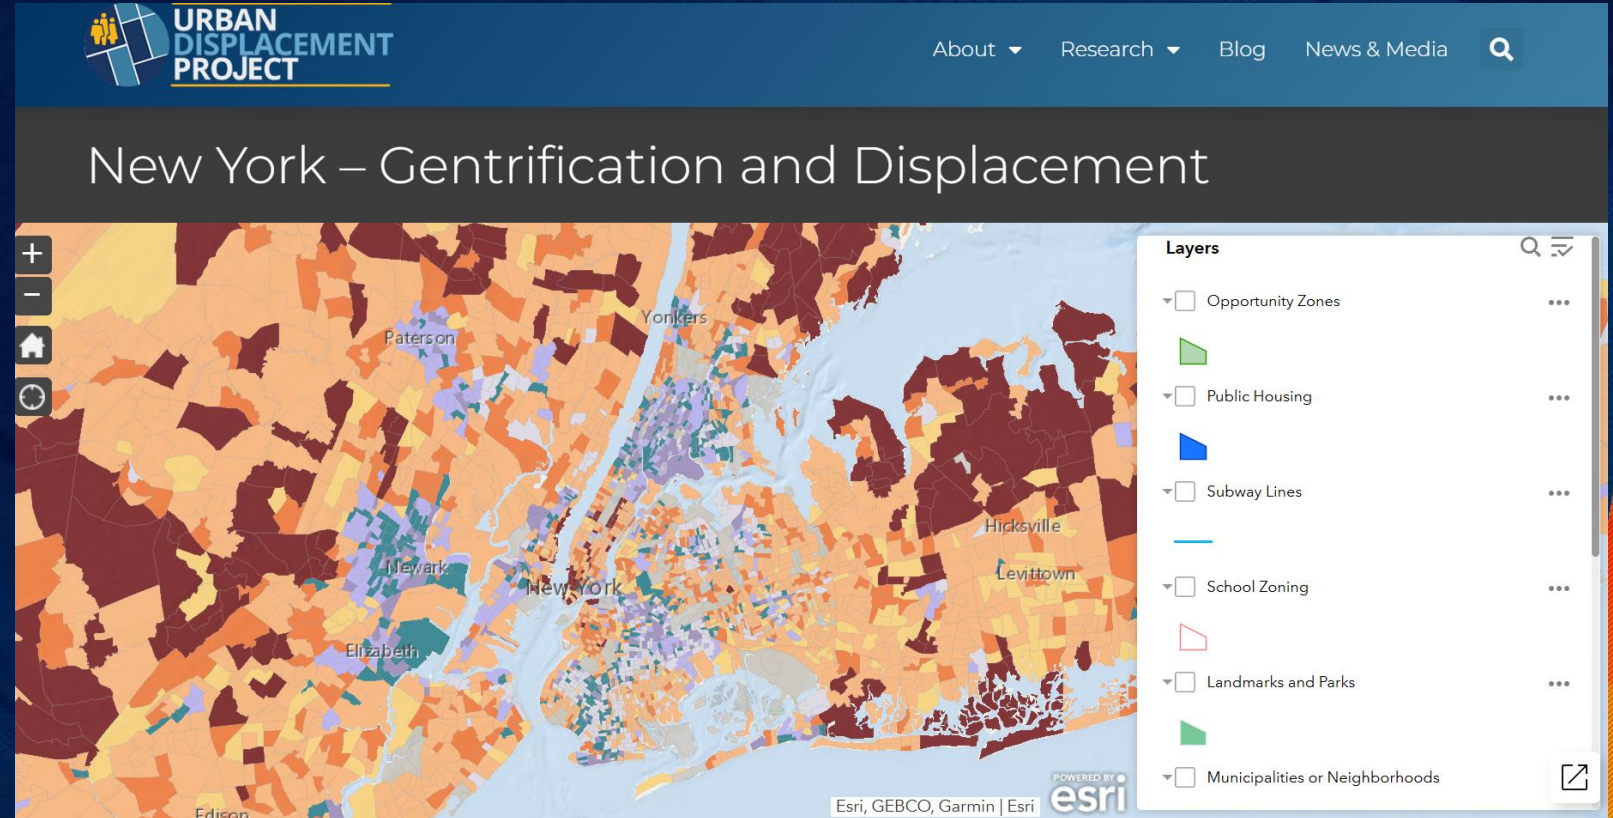 URBAN
DISPLACEMENT
PROJECT
About
Research
Blog
News & Media
New York – Gentrification and Displacement
Layers
Opportunity Zones
Public Housing
Subway Lines
School Zoning
Landmarks and Parks
Municipalities or Neighborhoods
Yonkers
Paterson
Hicksville
Newark
Levittown
New York
Elizabeth
Edison
POWERED BY
esri
Esri, GEBCO, Garmin | Esri